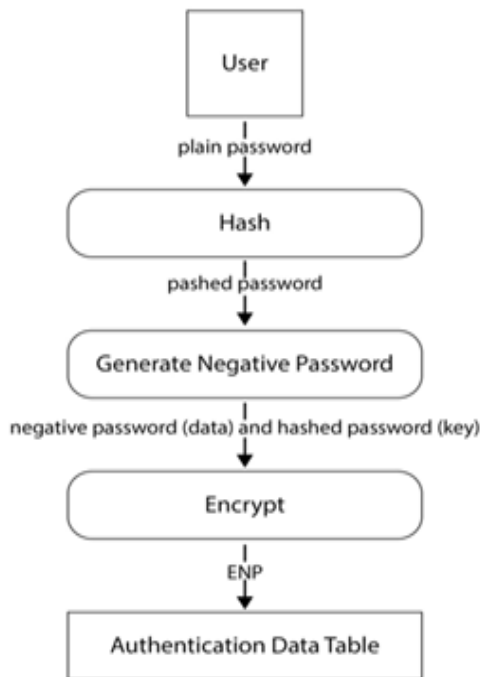 User
plain password
Hash
pashed password
Generate Negative Password
negative password (data) and hashed password (key)
Encrypt
ENP
Authentication Data Table